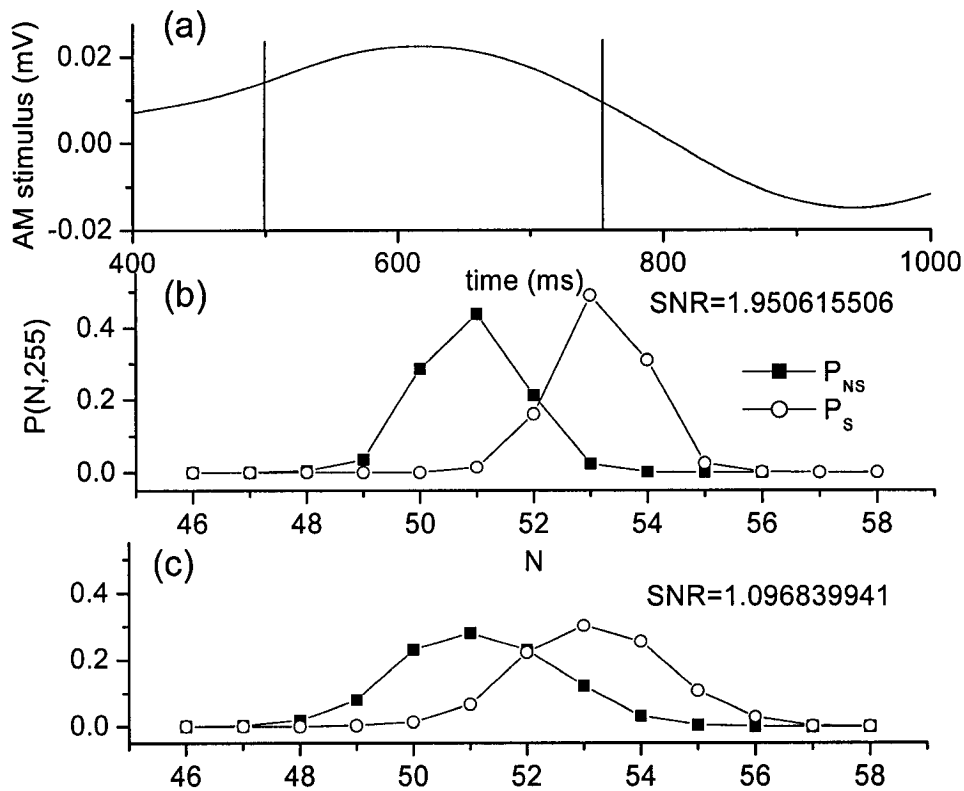 (a)
AM stimulus (mV)
0.02
0.00
-0.02
400
600
800
1000
time (ms)
(b)
SNR=1.950615506
P(N,255)
0.4
0.2
0.0
P_NS
P_S
46
48
50
52
54
56
58
N
(c)
SNR=1.096839941
0.4
0.2
0.0
46
48
50
52
54
56
58